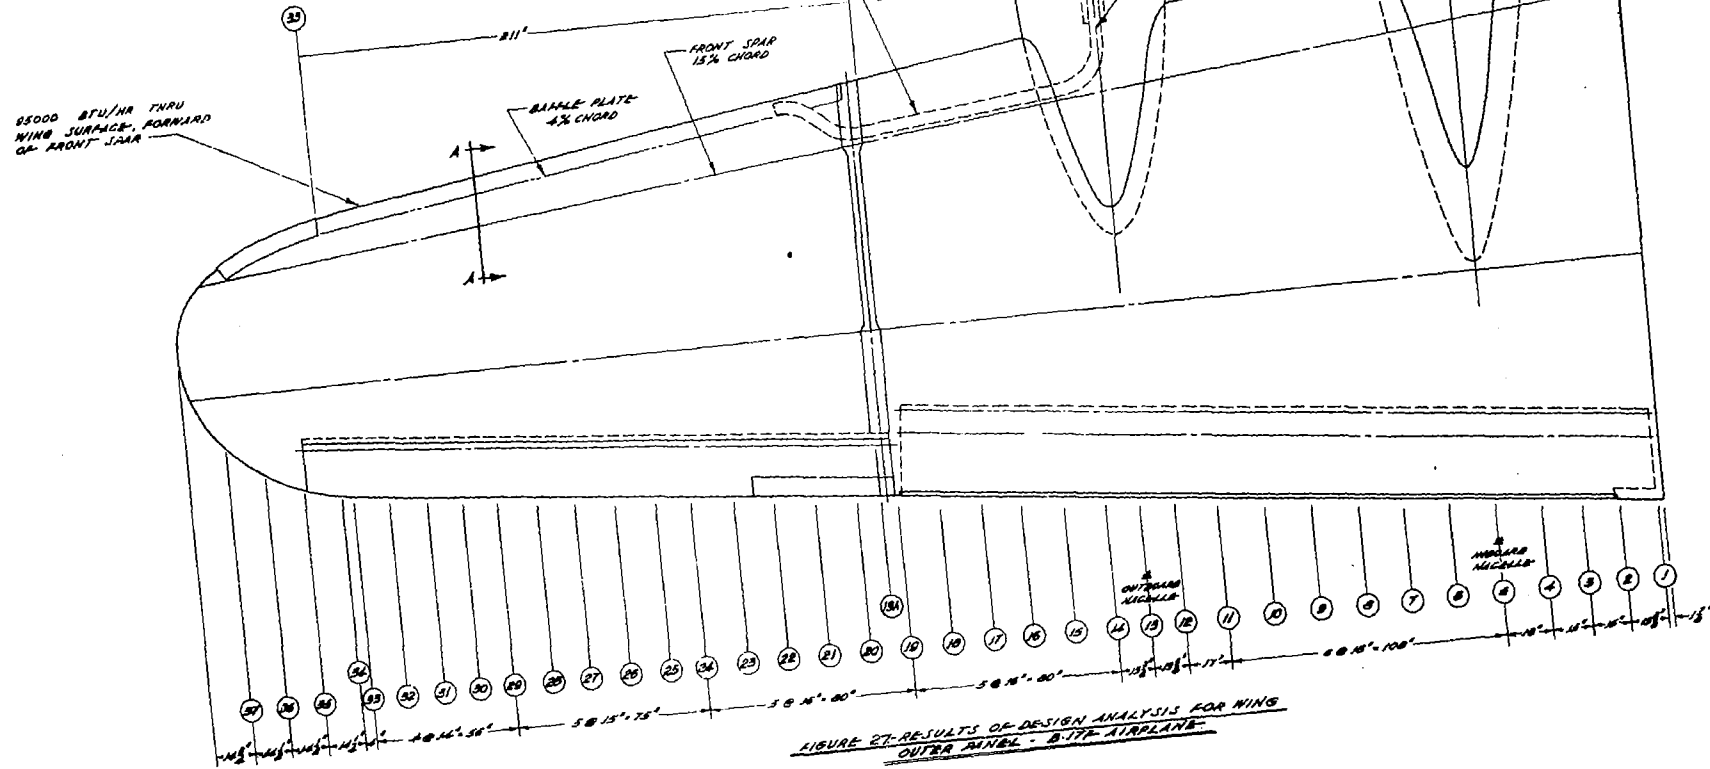 33
211"
FRONT SPAR
15% CHORD
BAFFLE PLATE
4% CHORD
85000 BTU/HR THRU
WING SURFACE, FORWARD
OF FRONT SPAR
A
A
INBOARD
NACELLE
OUTBOARD
NACELLE
19A
37 36 35 34 33 32 31 30 29 28 27 26 25 24 23 22 21 20 19 18 17 16 15 14 13 12 11 10 9 8 7 6 5 4 3 2 1
5 @ 15" = 75"
5 @ 16" = 80"
5 @ 16" = 80"
17"
6 @ 18" = 108"
FIGURE 27-RESULTS OF DESIGN ANALYSIS FOR WING
OUTER PANEL - B-17F AIRPLANE.